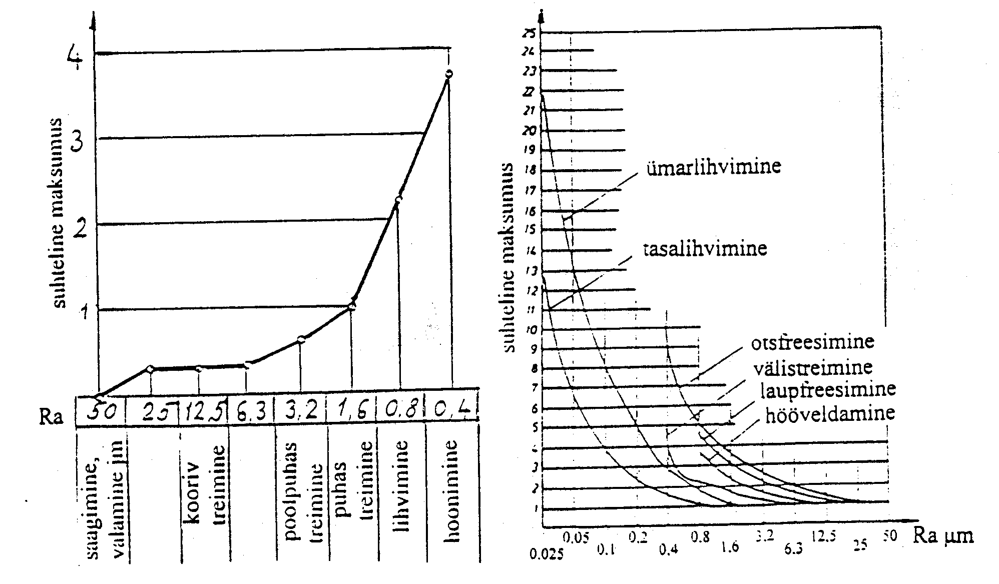 4
3
2
1
suhteline maksumus
Ra
50 25 12,5 6,3 3,2 1,6 0,8 0,4
saagimine,
valamine jm
kooriv
treimine
poolpuhas
treimine
puhas
treimine
lihvimine
hoonimine
25
24
23
22
21
20
19
18
17
16
15
14
13
12
11
10
9
8
7
6
5
4
3
2
1
suhteline maksumus
ümarlihvimine
tasalihvimine
otsfreesimine
välistreimine
laupfreesimine
hööveldamine
0.025 0.05 0.1 0.2 0.4 0.8 1.6 3.2 6.3 12.5 25 50 Ra µm